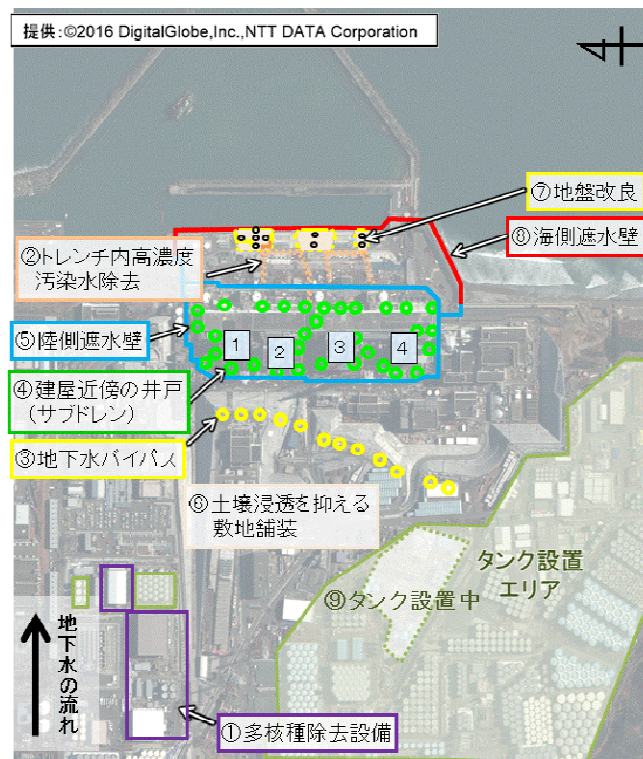 提供:©2016 DigitalGlobe,Inc.,NTT DATA Corporation
⑦地盤改良
⑧海側遮水壁
②トレンチ内高濃度
汚染水除去
⑤陸側遮水壁
1
2
3
4
④建屋近傍の井戸
(サブドレン)
③地下水バイパス
⑥土壌浸透を抑える
敷地舗装
タンク設置
エリア
⑨タンク設置中
地下水の流れ
①多核種除去設備